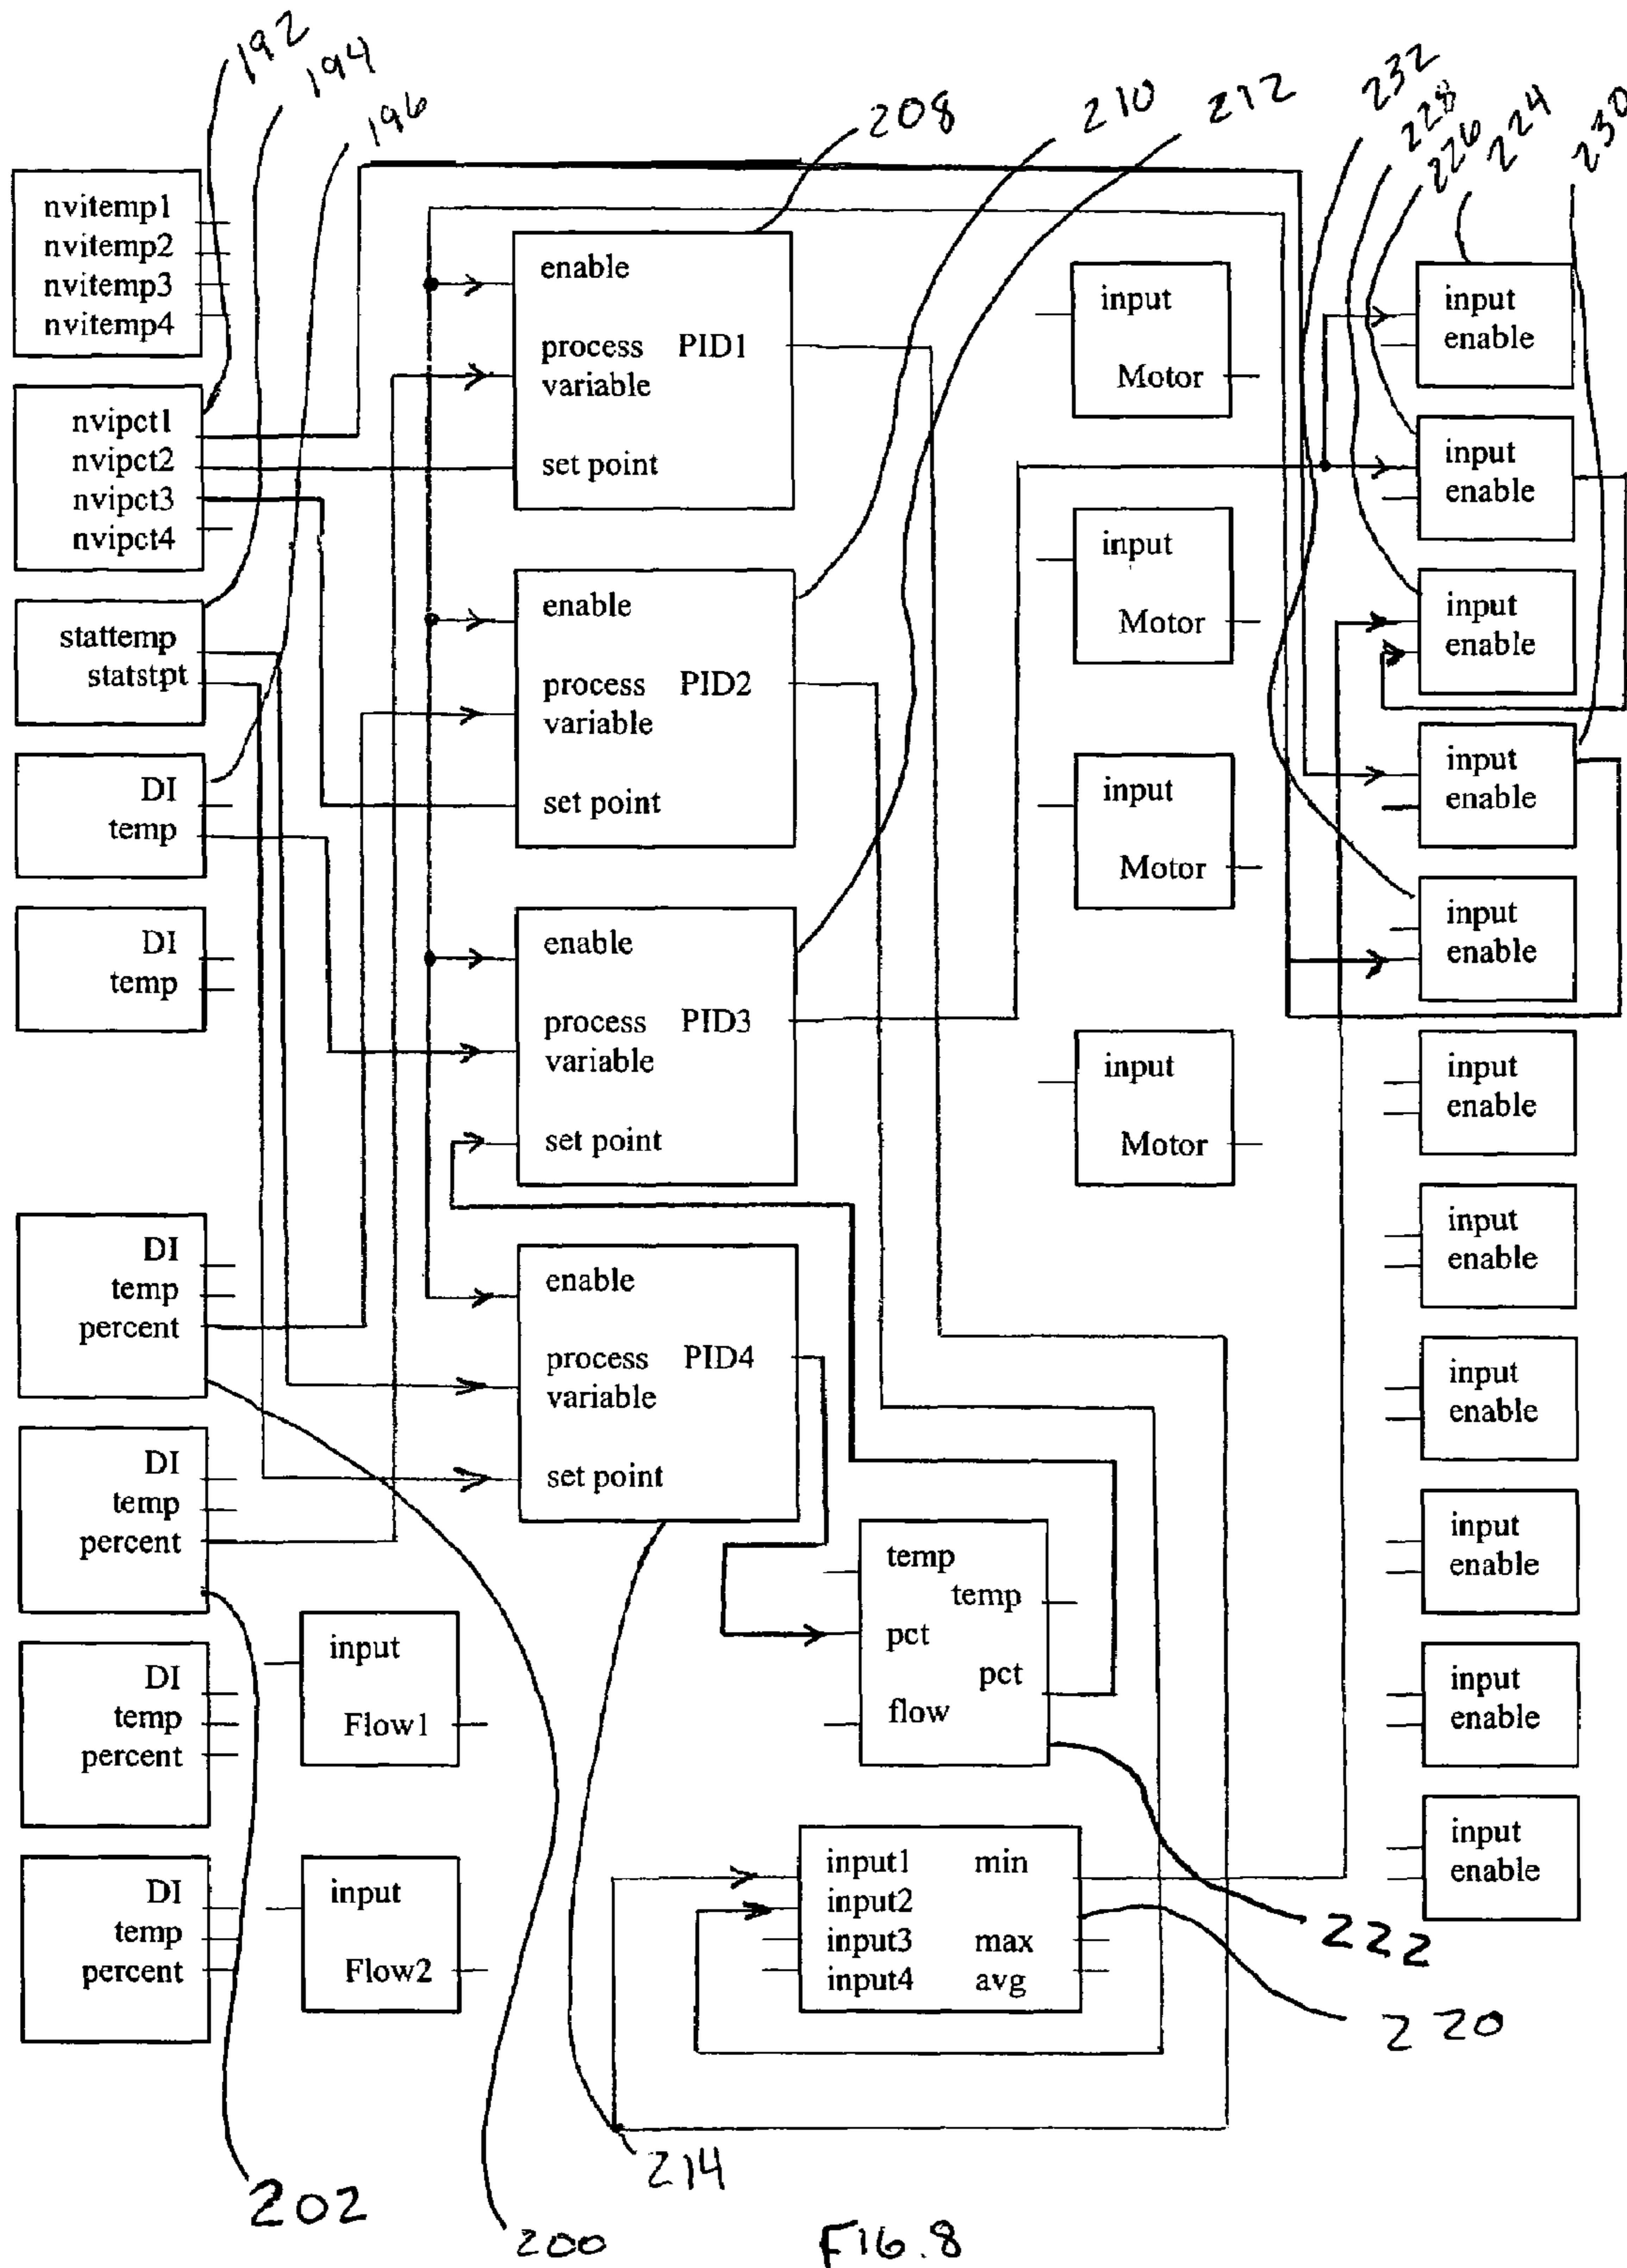 192
194
196
208
210
212
232
228
226
224
230
nvitemp1
nvitemp2
nvitemp3
nvitemp4
nvipct1
nvipct2
nvipct3
nvipct4
stattemp
statstpt
DI
temp
DI
temp
DI
temp
percent
DI
temp
percent
DI
temp
percent
DI
temp
percent
input
Flow1
input
Flow2
enable
process PID1
variable
set point
enable
process PID2
variable
set point
enable
process PID3
variable
set point
enable
process PID4
variable
set point
temp
temp
pct
pct
flow
input1 min
input2
input3 max
input4 avg
input
Motor
input
Motor
input
Motor
input
Motor
input
enable
input
enable
input
enable
input
enable
input
enable
input
enable
input
enable
input
enable
input
enable
input
enable
input
enable
222
220
214
202
200
FIG.8